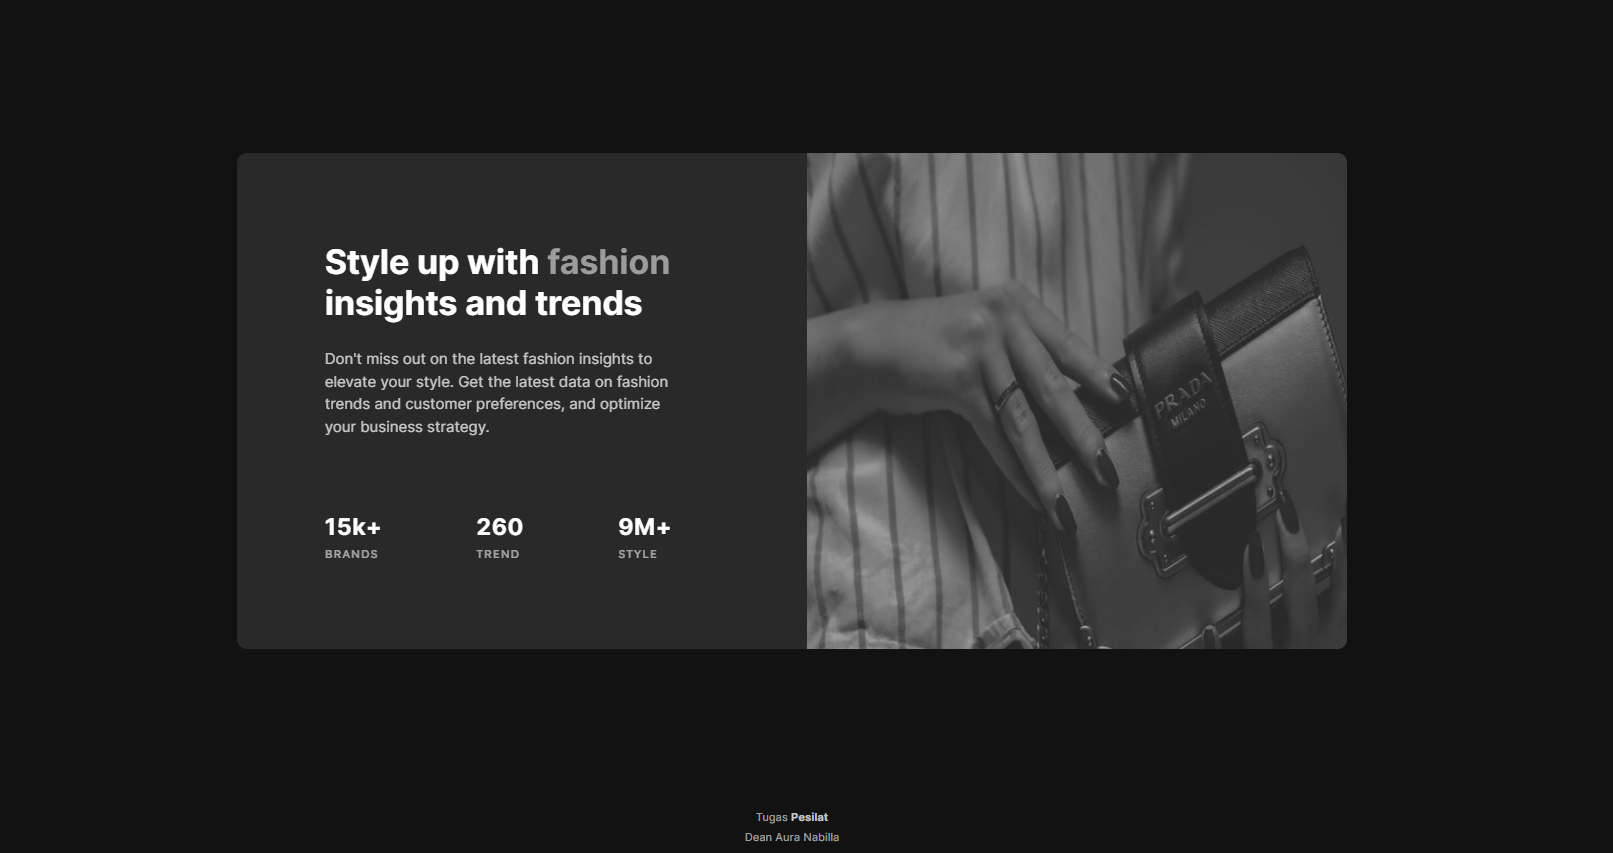 Style up with fashion
insights and trends
Don't miss out on the latest fashion insights to
elevate your style. Get the latest data on fashion
trends and customer preferences, and optimize
your business strategy.
15k+ 260 9M+
BRANDS TREND STYLE
PRADA
MILANO
Tugas Pesilat
Dean Aura Nabilla